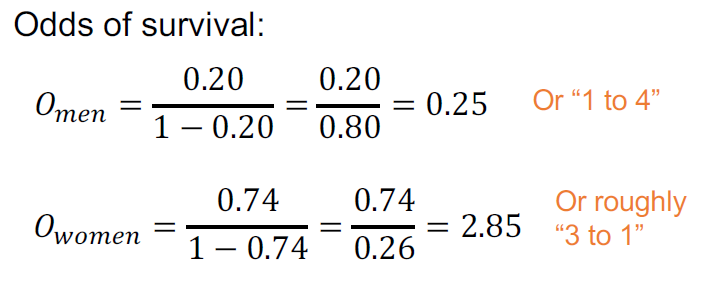 Odds of survival:
O_men = 0.20 / (1 − 0.20) = 0.20 / 0.80 = 0.25 Or “1 to 4”
O_women = 0.74 / (1 − 0.74) = 0.74 / 0.26 = 2.85 Or roughly “3 to 1”